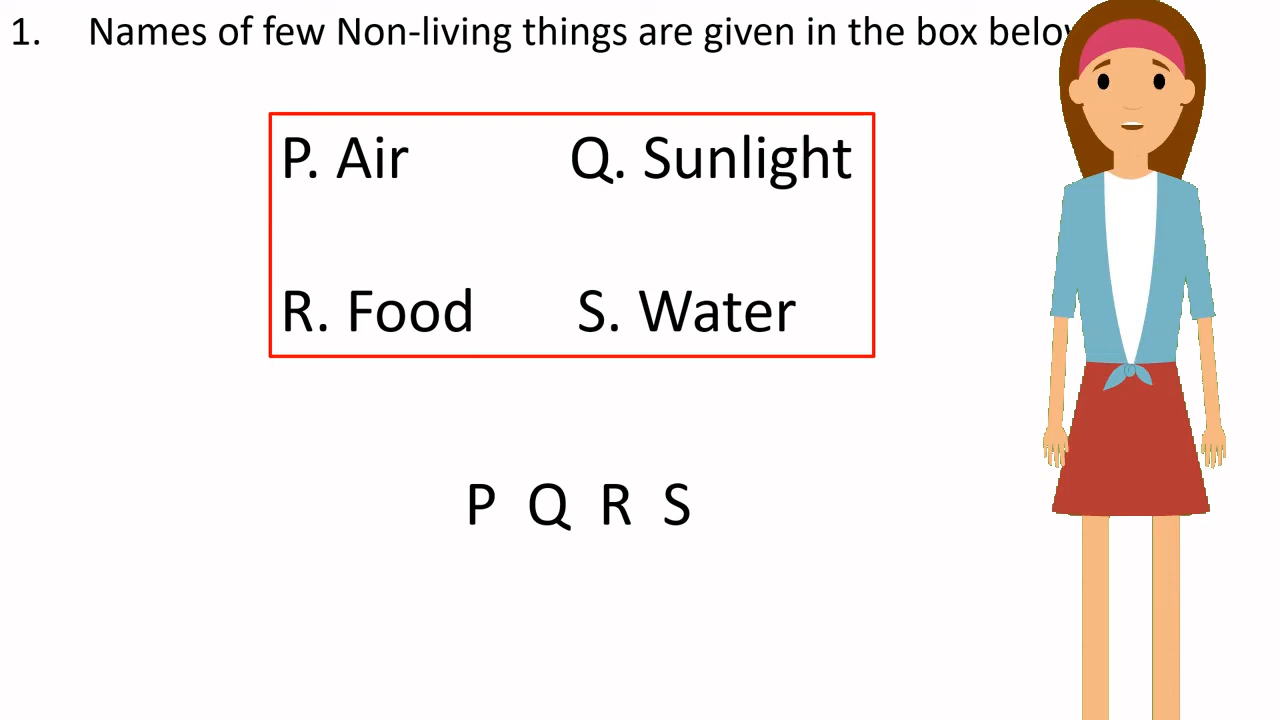 1. Names of few Non-living things are given in the box
P. Air Q. Sunlight
R. Food S. Water
P Q R S